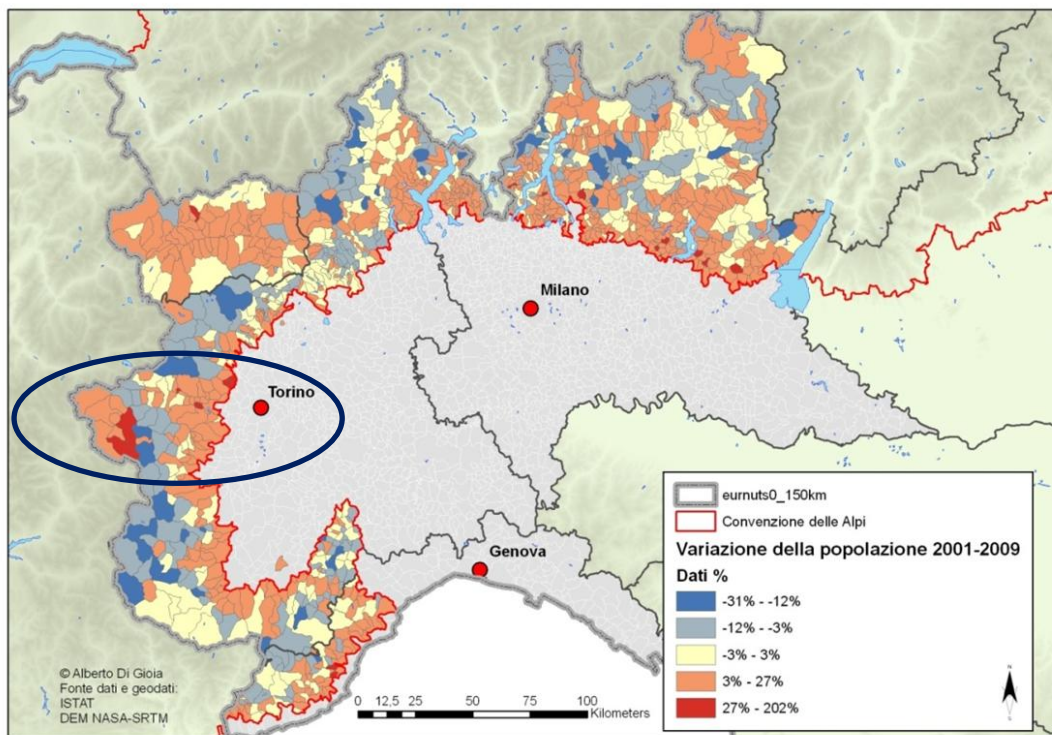 Milano
Torino
Genova
© Alberto Di Gioia
Fonte dati e geodati:
ISTAT
DEM NASA-SRTM
0 12,5 25 50 75 100
Kilometers
eurnuts0_150km
Convenzione delle Alpi
Variazione della popolazione 2001-2009
Dati %
-31% - -12%
-12% - -3%
-3% - 3%
3% - 27%
27% - 202%
N